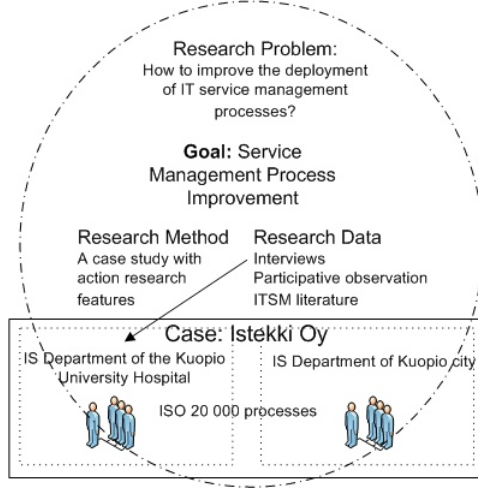 Research Problem:
How to improve the deployment
of IT service management
processes?
Goal: Service
Management Process
Improvement
Research Method
A case study with
action research
features
Research Data
Interviews
Participative observation
ITSM literature
Case: Istekki Oy
IS Department of the Kuopio
University Hospital
IS Department of Kuopio city
ISO 20 000 processes